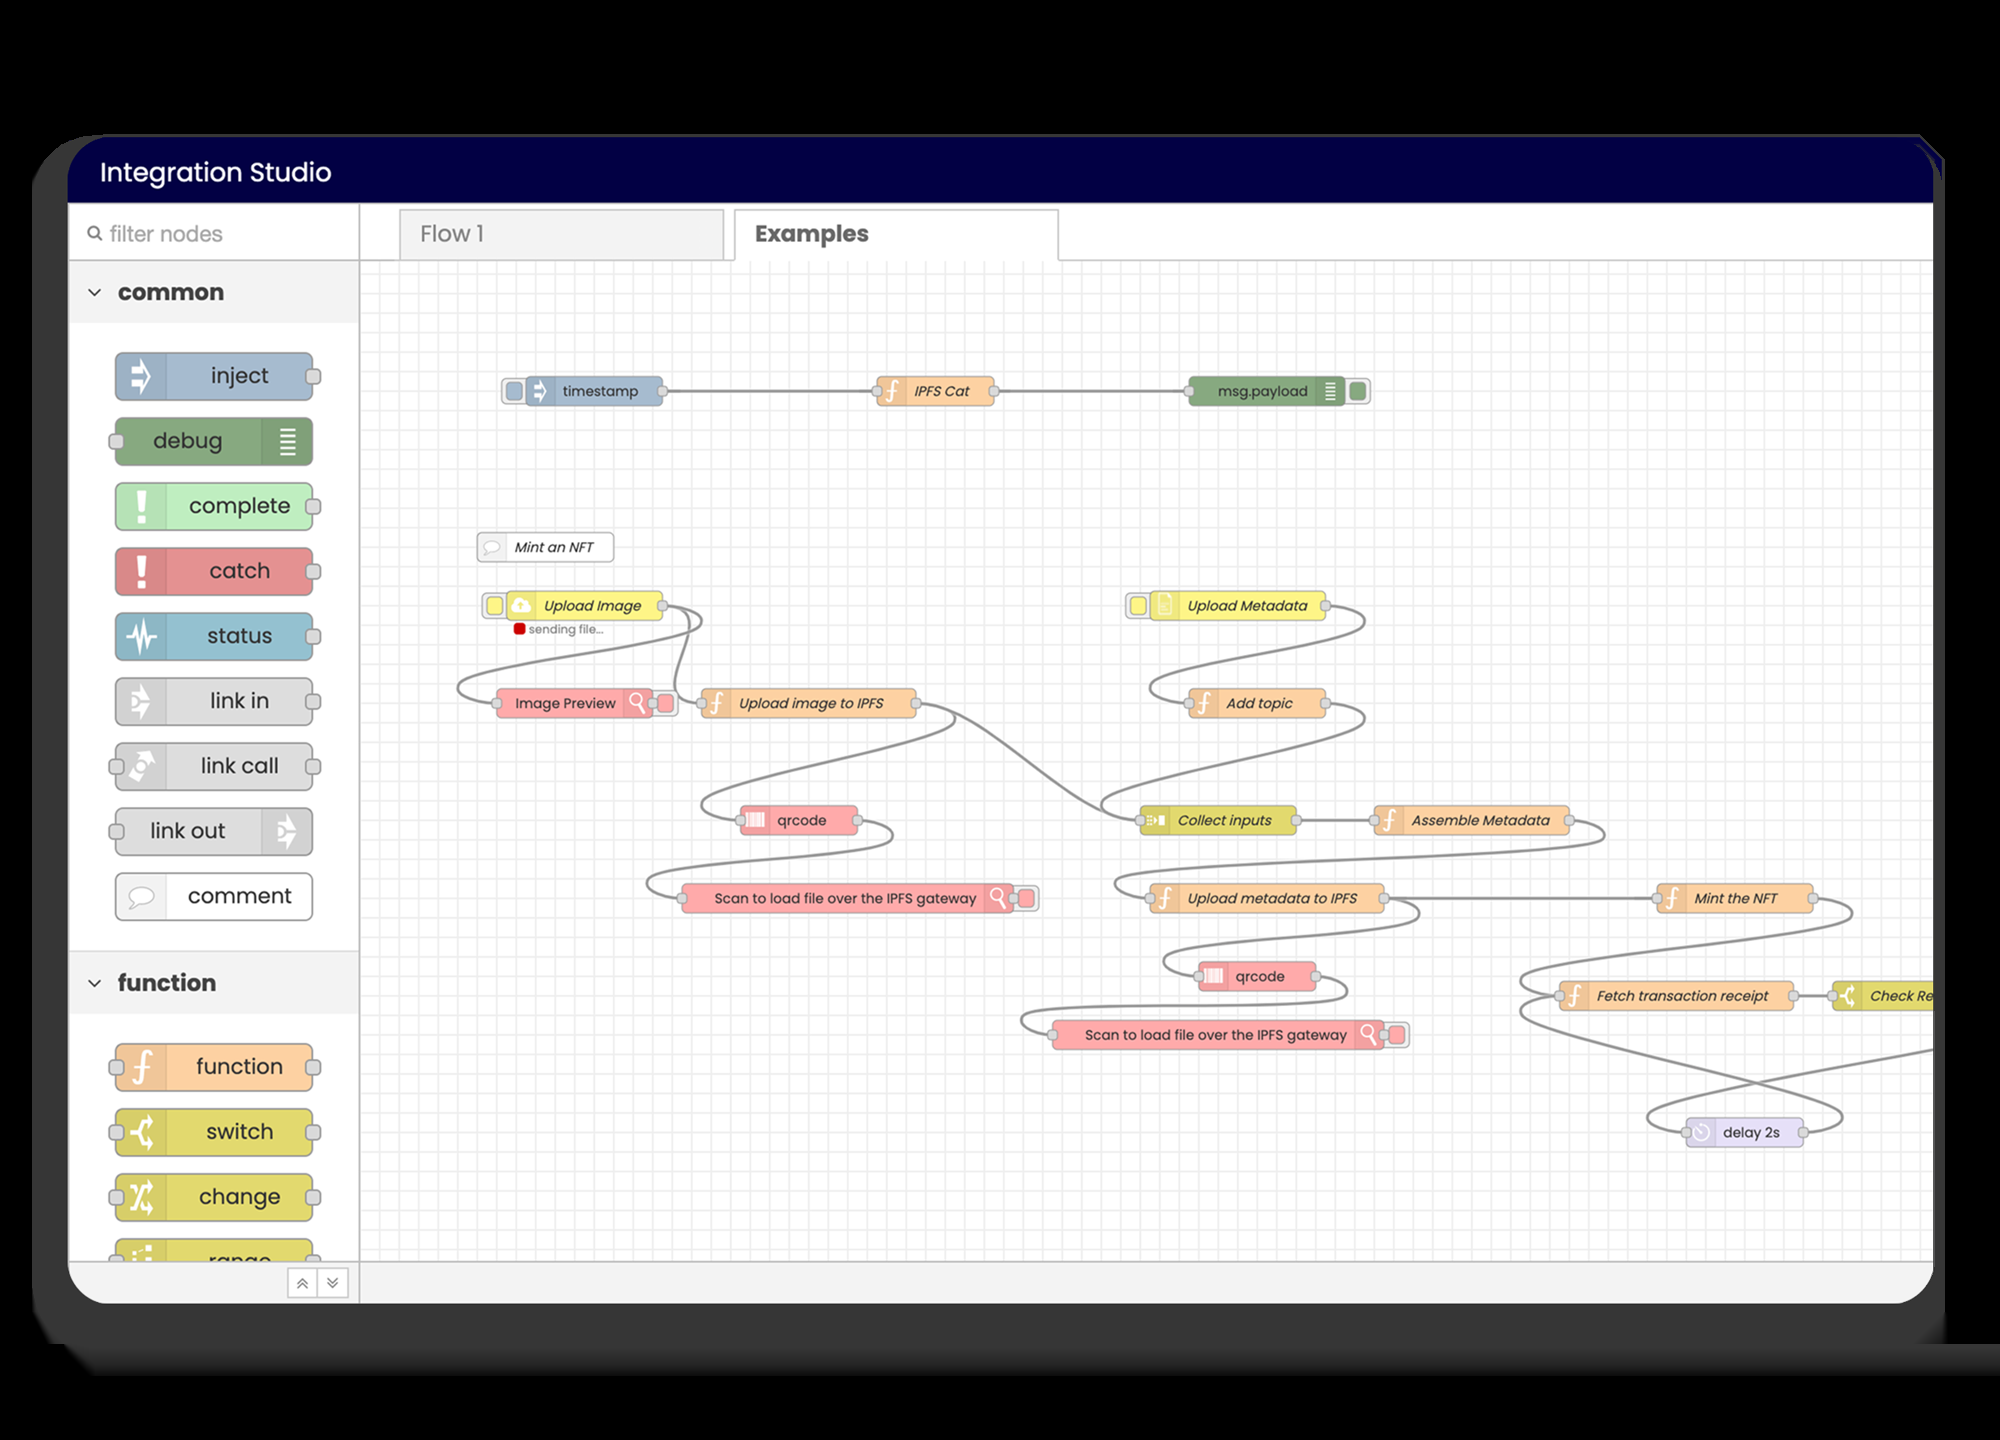 Integration Studio
filter nodes
Flow 1
Examples
common
inject
debug
complete
catch
status
link in
link call
link out
comment
function
function
switch
change
range
timestamp
IPFS Cat
msg.payload
Mint an NFT
Upload Image
sending file...
Upload Metadata
Image Preview
Upload image to IPFS
Add topic
qrcode
Collect inputs
Assemble Metadata
Scan to load file over the IPFS gateway
Upload metadata to IPFS
Mint the NFT
qrcode
Fetch transaction receipt
Check Re
Scan to load file over the IPFS gateway
delay 2s